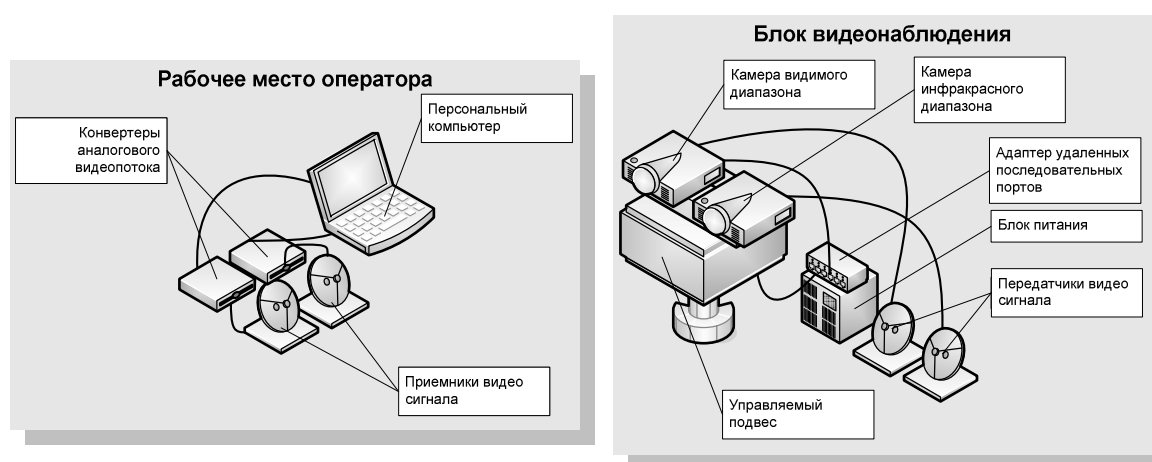 Рабочее место оператора
Конвертеры
аналогового
видеопотока
Персональный
компьютер
Приемники видео
сигнала
Блок видеонаблюдения
Камера видимого
диапазона
Камера
инфракрасного
диапазона
Адаптер удаленных
последовательных
портов
Блок питания
Передатчики видео
сигнала
Управляемый
подвес